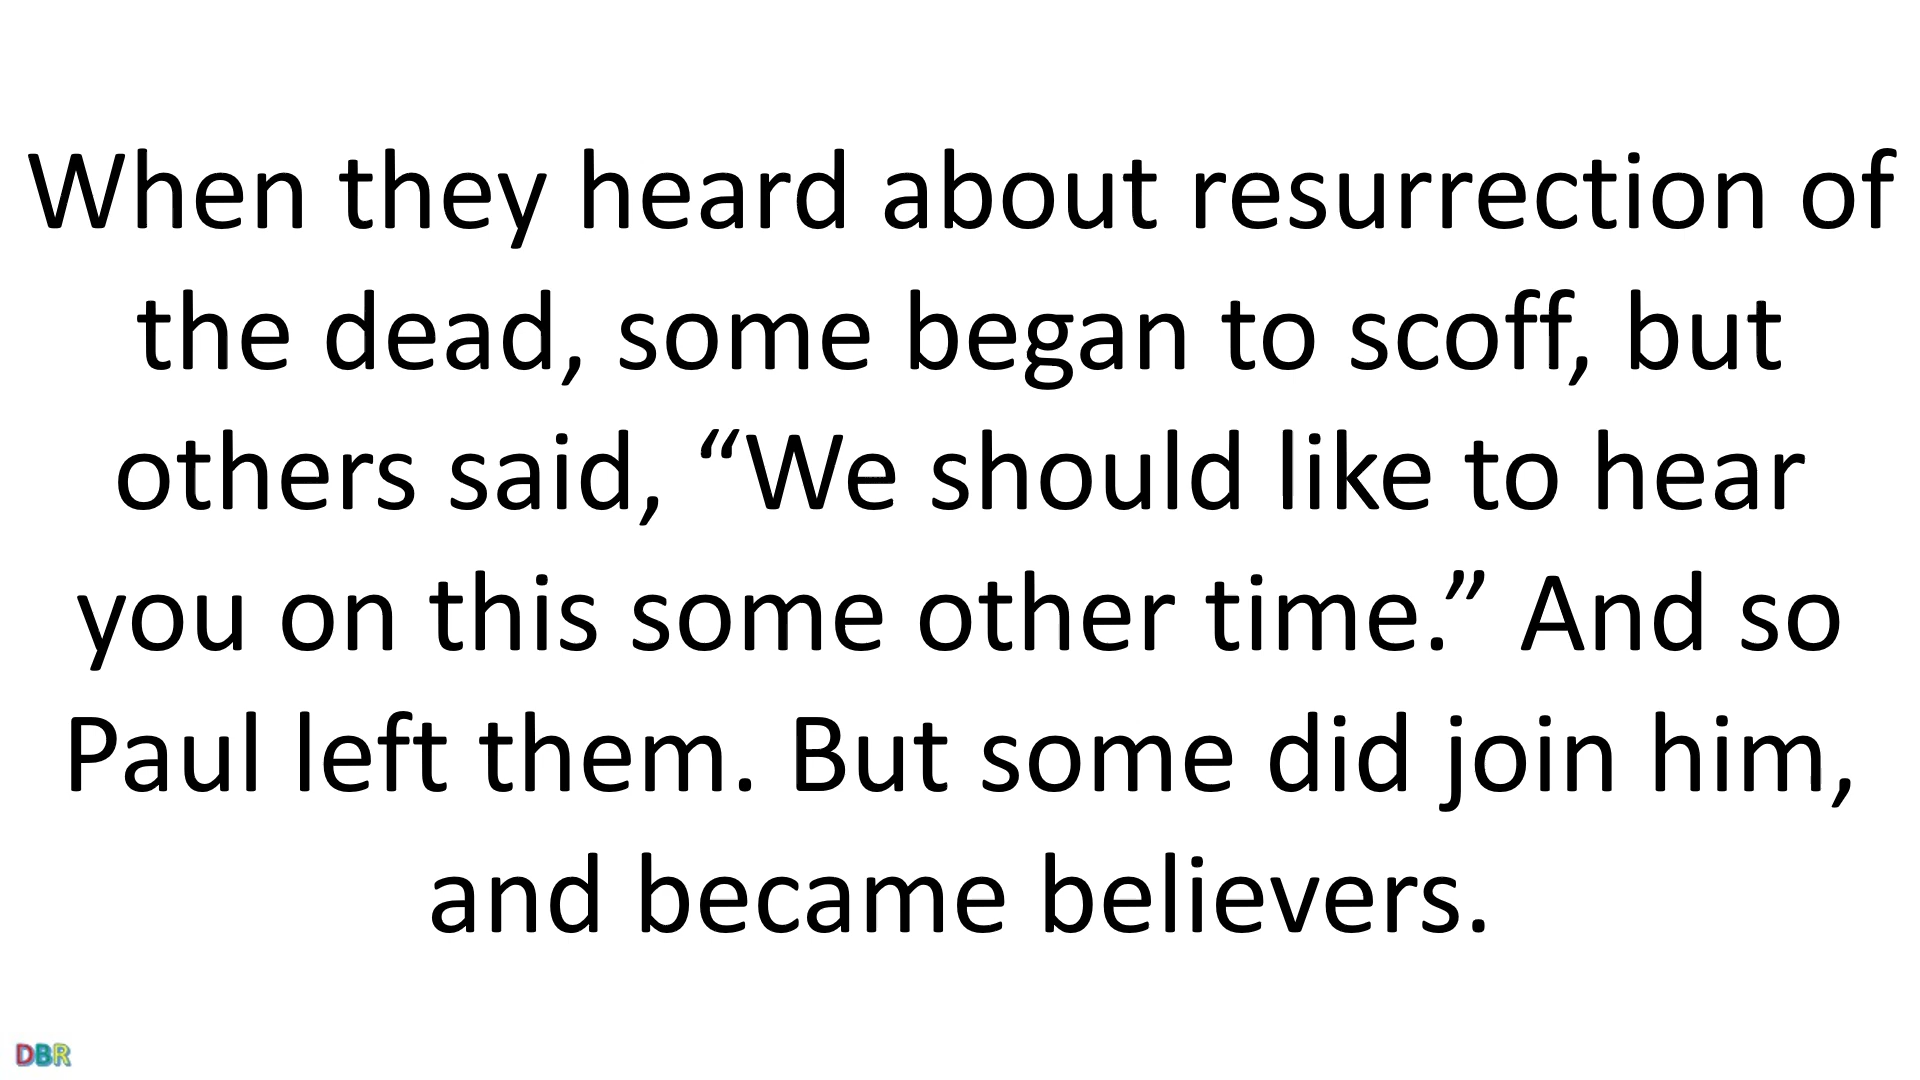 When they heard about resurrection of
the dead, some began to scoff, but
others said, “We should like to hear
you on this some other time.” And so
Paul left them. But some did join him,
and became believers.
DBR